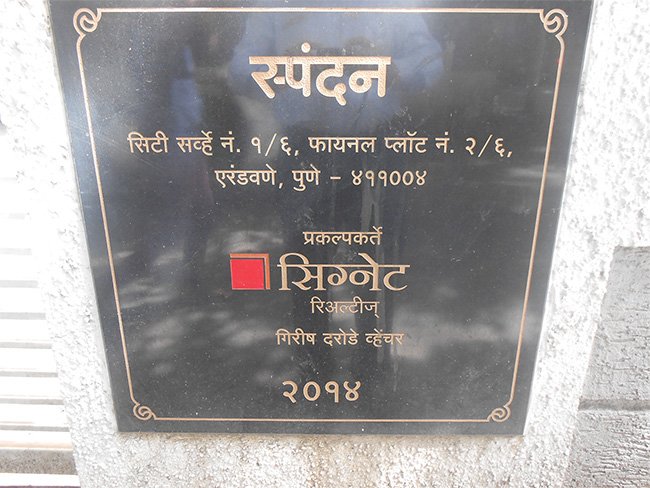 स्पंदन
सिटी सर्व्हे नं. १/६, फायनल प्लॉट नं. २/६,
एरंडवणे, पुणे – ४११००४
प्रकल्पकर्ते
सिग्नेट
रिअल्टीज्
गिरीष दरोडे व्हेंचर
२०१४